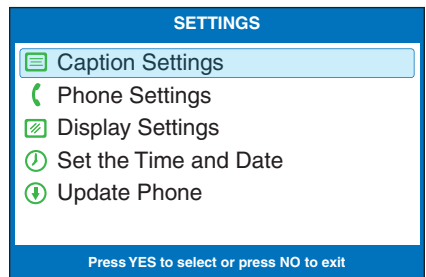 SETTINGS
Caption Settings
Phone Settings
Display Settings
Set the Time and Date
Update Phone
Press YES to select or press NO to exit